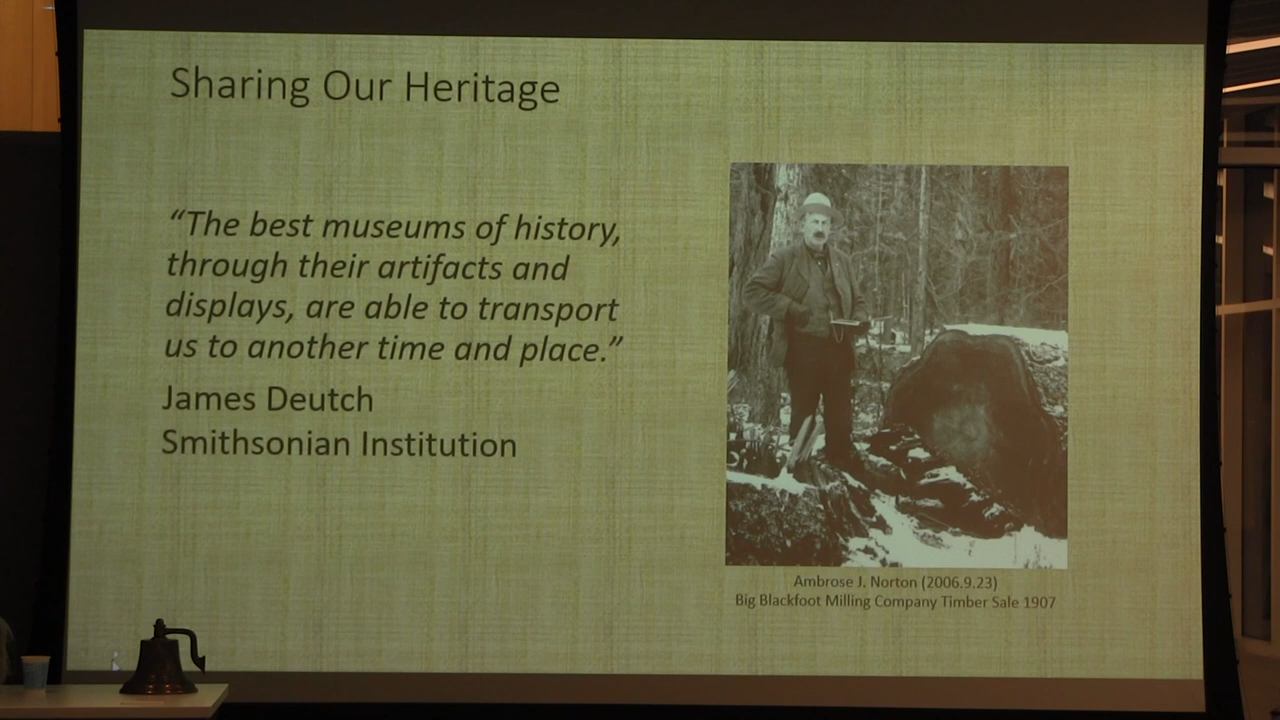 Sharing Our Heritage
“The best museums of history,
through their artifacts and
displays, are able to transport
us to another time and place.”
James Deutch
Smithsonian Institution
Ambrose J. Norton (2006.9.23)
Big Blackfoot Milling Company Timber Sale 1907